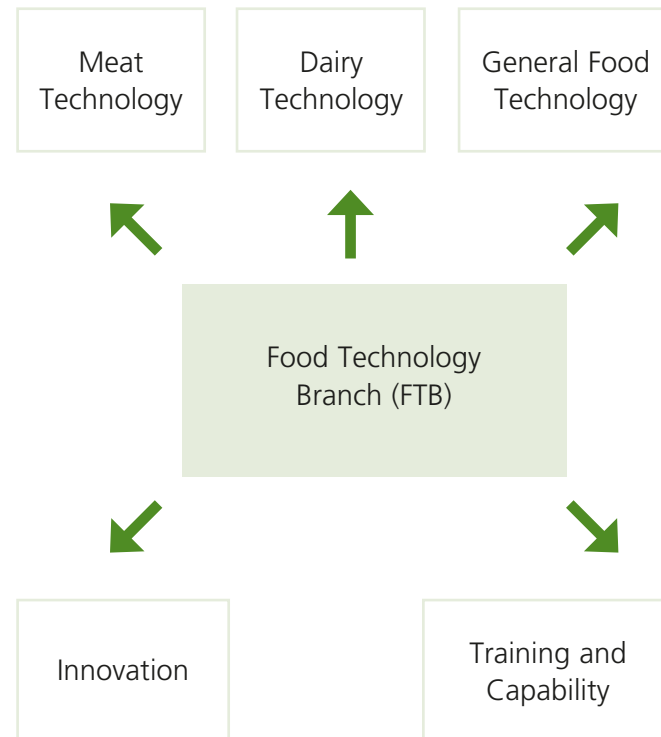 Meat
Technology
Dairy
Technology
General Food
Technology
Food Technology
Branch (FTB)
Innovation
Training and
Capability